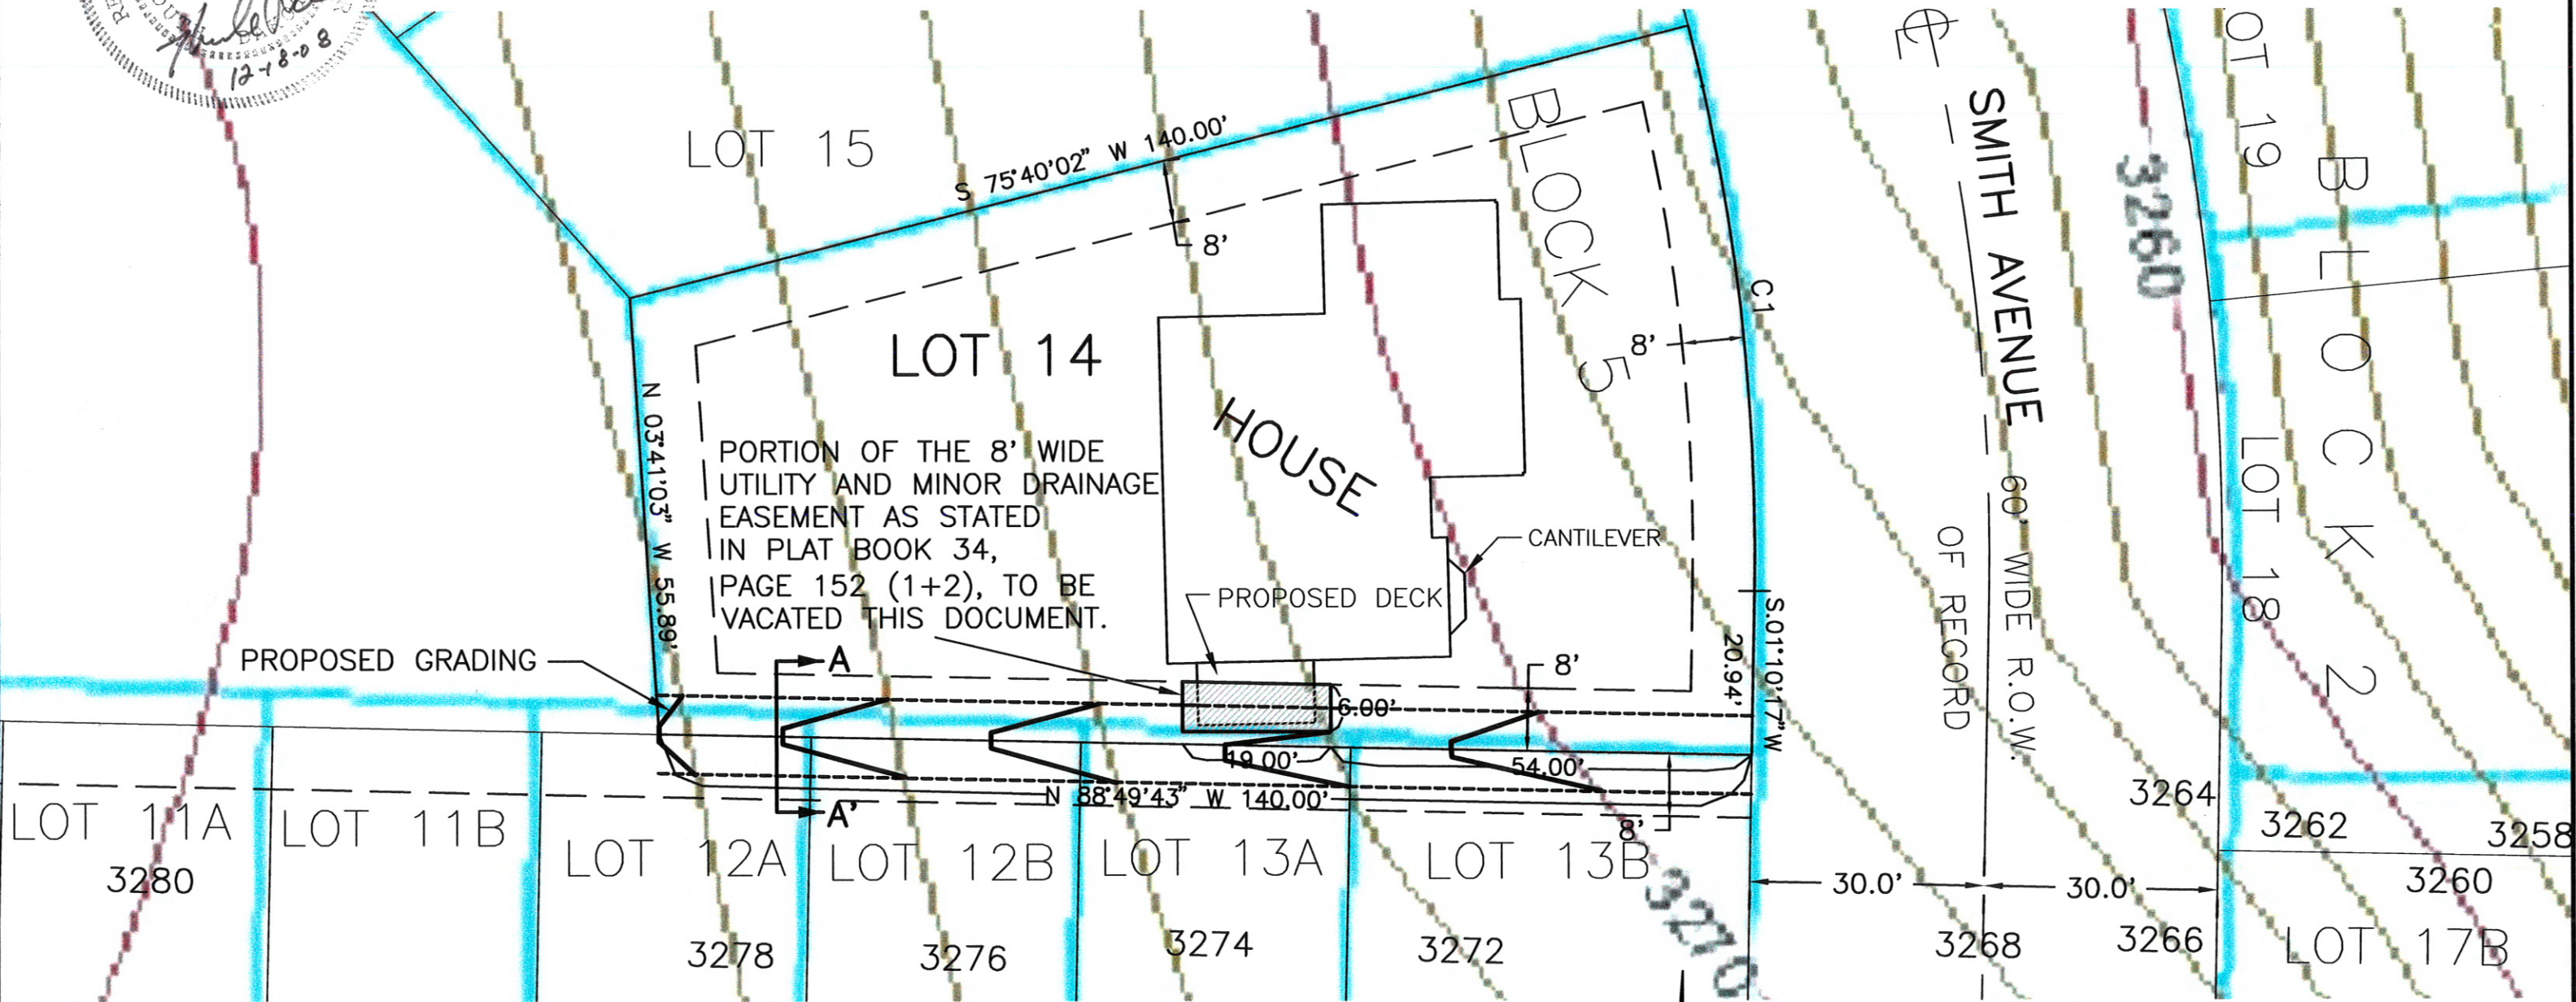 12-18-08
LOT 15
S 75°40'02" W 140.00'
8'
BLOCK 5
C1
8'
℄
SMITH AVENUE
60' WIDE R.O.W.
OF RECORD
3260
LOT 19
BLOCK 2
LOT 18
LOT 14
HOUSE
N 03°41'03" W 55.89'
PORTION OF THE 8' WIDE
UTILITY AND MINOR DRAINAGE
EASEMENT AS STATED
IN PLAT BOOK 34,
PAGE 152 (1+2), TO BE
VACATED THIS DOCUMENT.
CANTILEVER
PROPOSED DECK
PROPOSED GRADING
A
8'
S.01°10'17"W
20.94'
6.00'
19.00'
54.00'
N 88°49'43" W 140.00'
A'
8'
LOT 11A
LOT 11B
LOT 12A
LOT 12B
LOT 13A
LOT 13B
3280
3278
3276
3274
3272
3270
30.0'
30.0'
3268
3266
3264
3262
3260
3258
LOT 17B